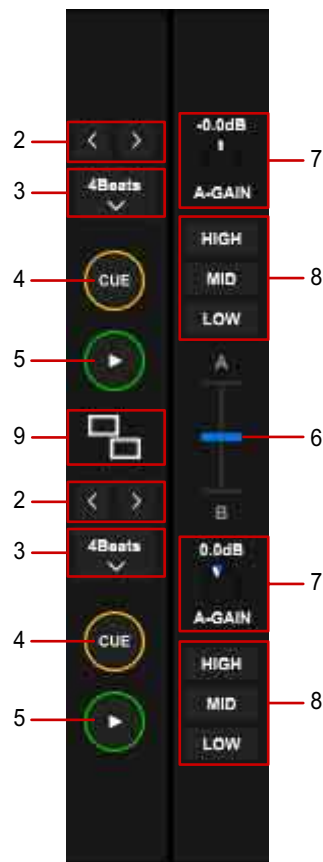 -0.0dB
2
< >
7
3
4Beats
A-GAIN
HIGH
4
CUE
MID
8
LOW
5
A
9
6
2
< >
B
3
4Beats
0.0dB
7
A-GAIN
4
CUE
HIGH
5
MID
8
LOW